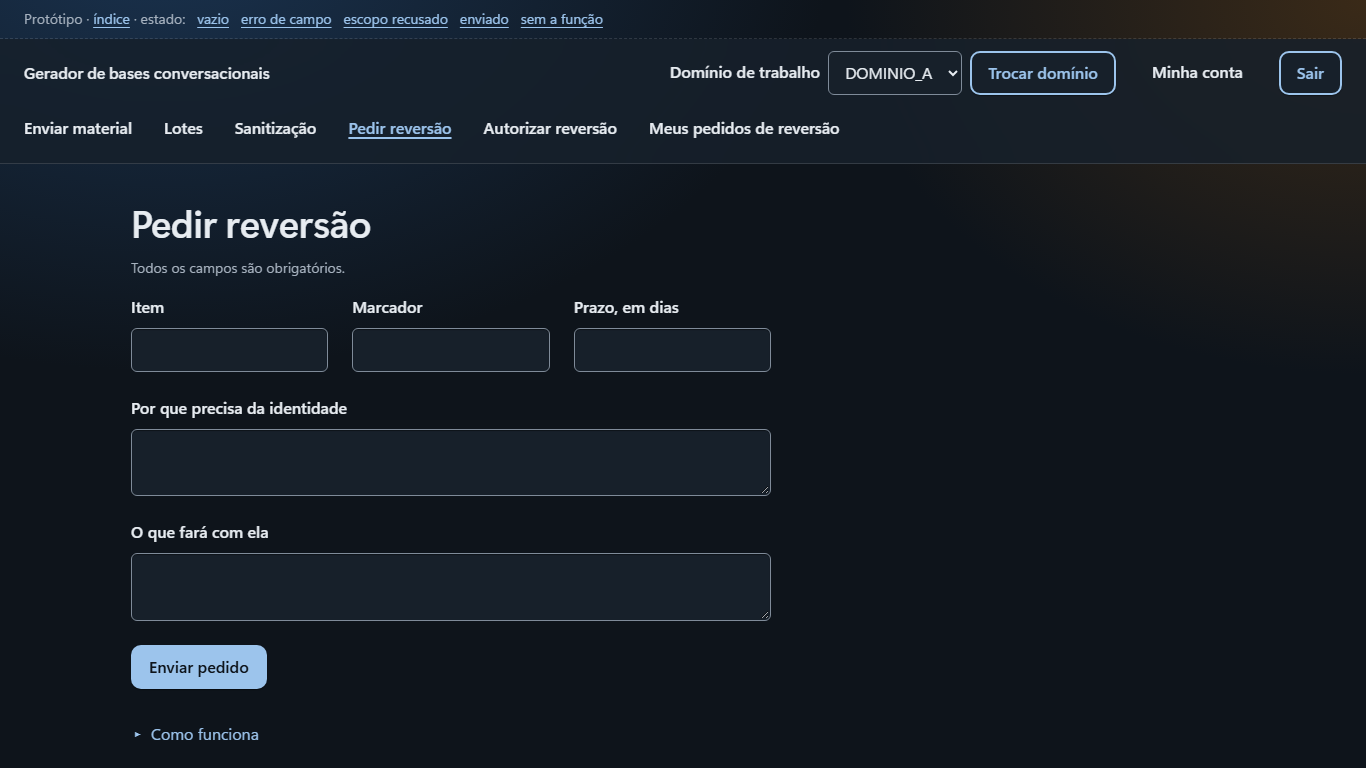 Protótipo · índice · estado: vazio erro de campo escopo recusado enviado sem a função
Gerador de bases conversacionais Domínio de trabalho DOMINIO_A Trocar domínio Minha conta Sair
Enviar material Lotes Sanitização Pedir reversão Autorizar reversão Meus pedidos de reversão
Pedir reversão
Todos os campos são obrigatórios.
Item Marcador Prazo, em dias
Por que precisa da identidade
O que fará com ela
Enviar pedido
Como funciona